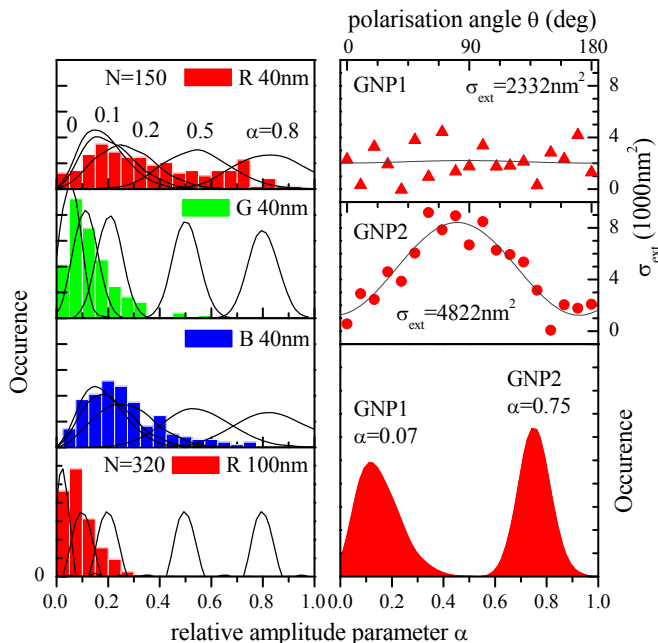 polarisation angle θ (deg)
0 90 180
N=150 R 40nm
0 0.1 0.2 0.5 α=0.8
GNP1
σext=2332nm²
10
8
6
4
2
0
G 40nm
GNP2
σext=4822nm²
8
4
0
σext (1000nm²)
B 40nm
Occurence
GNP1
α=0.07
GNP2
α=0.75
N=320 R 100nm
0
Occurence
0.0 0.2 0.4 0.6 0.8 1.0
0.0 0.2 0.4 0.6 0.8 1.0
relative amplitude parameter α